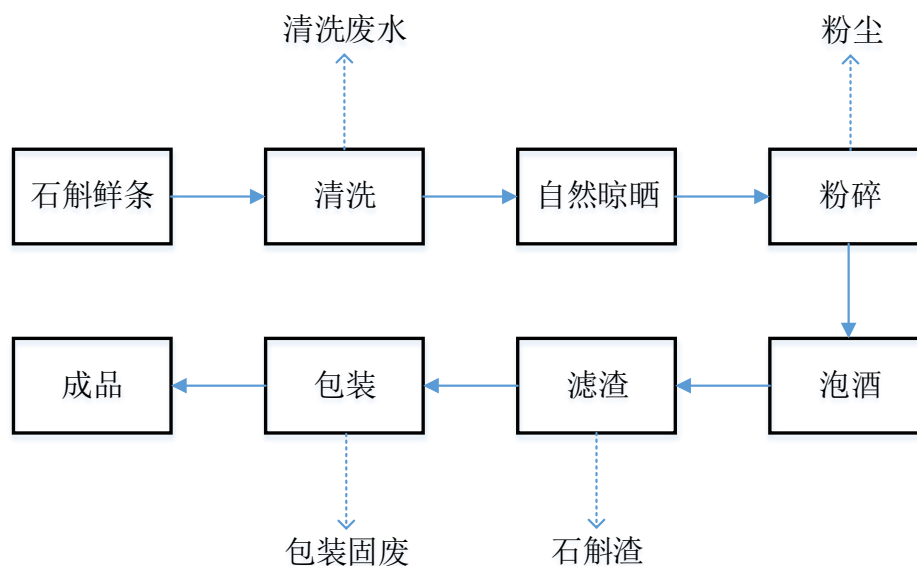 清洗废水
粉尘
石斛鲜条
清洗
自然晾晒
粉碎
成品
包装
滤渣
泡酒
包装固废
石斛渣